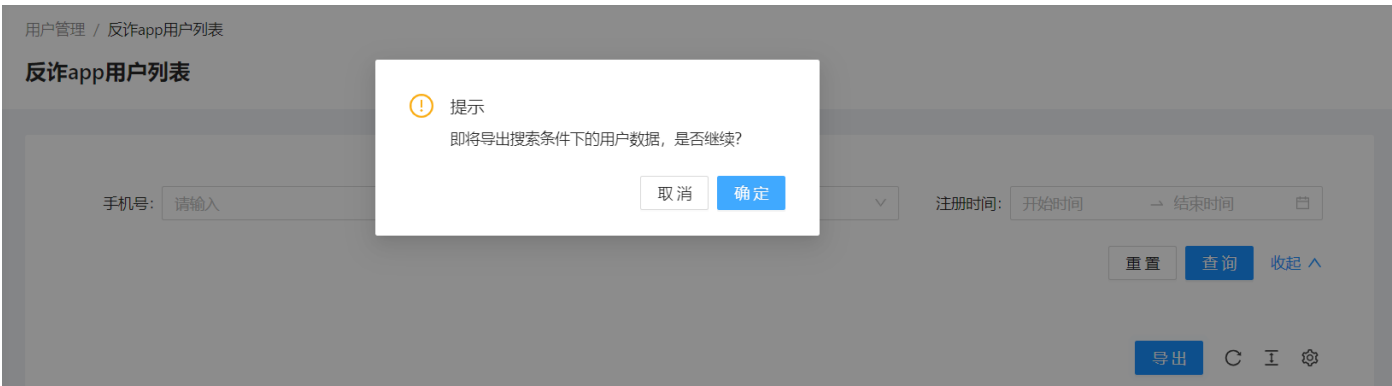 用户管理 / 反诈app用户列表
反诈app用户列表
提示
即将导出搜索条件下的用户数据，是否继续？
取消 确定
手机号： 请输入 注册时间： 开始时间 → 结束时间
重置 查询 收起
导出